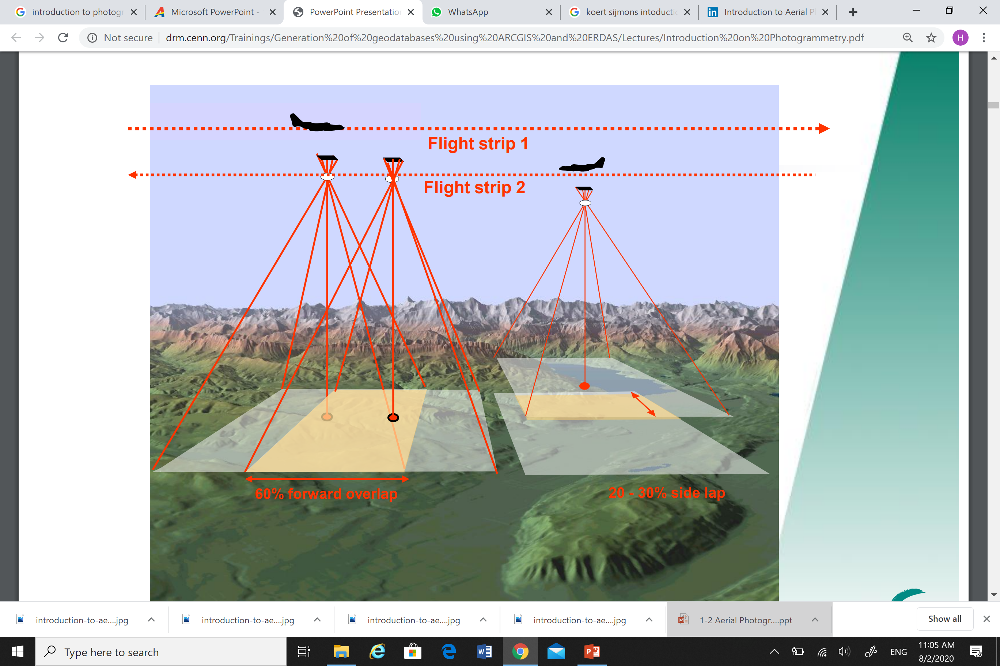 introduction to photogr
Microsoft PowerPoint -
PowerPoint Presentation
WhatsApp
koert sijmons intoductic
Introduction to Aerial P
Not secure
drm.cenn.org/Trainings/Generation%20of%20geodatabases%20using%20ARCGIS%20and%20ERDAS/Lectures/Introduction%20on%20Photogrammetry.pdf
H
Flight strip 1
Flight strip 2
60% forward overlap
20 - 30% side lap
introduction-to-ae....jpg
introduction-to-ae....jpg
introduction-to-ae....jpg
introduction-to-ae....jpg
1-2 Aerial Photogr....ppt
Show all
Type here to search
ENG
11:05 AM
8/2/2020